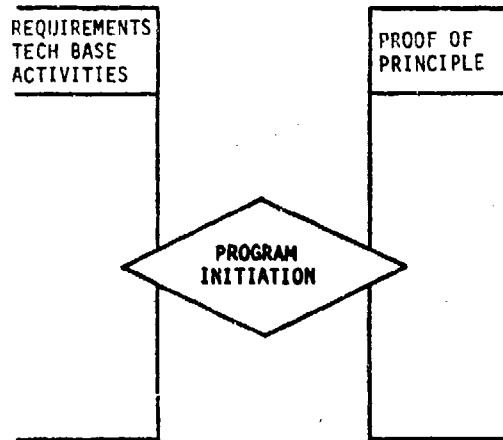 REQUIREMENTS
TECH BASE
ACTIVITIES
PROOF OF
PRINCIPLE
PROGRAM
INITIATION